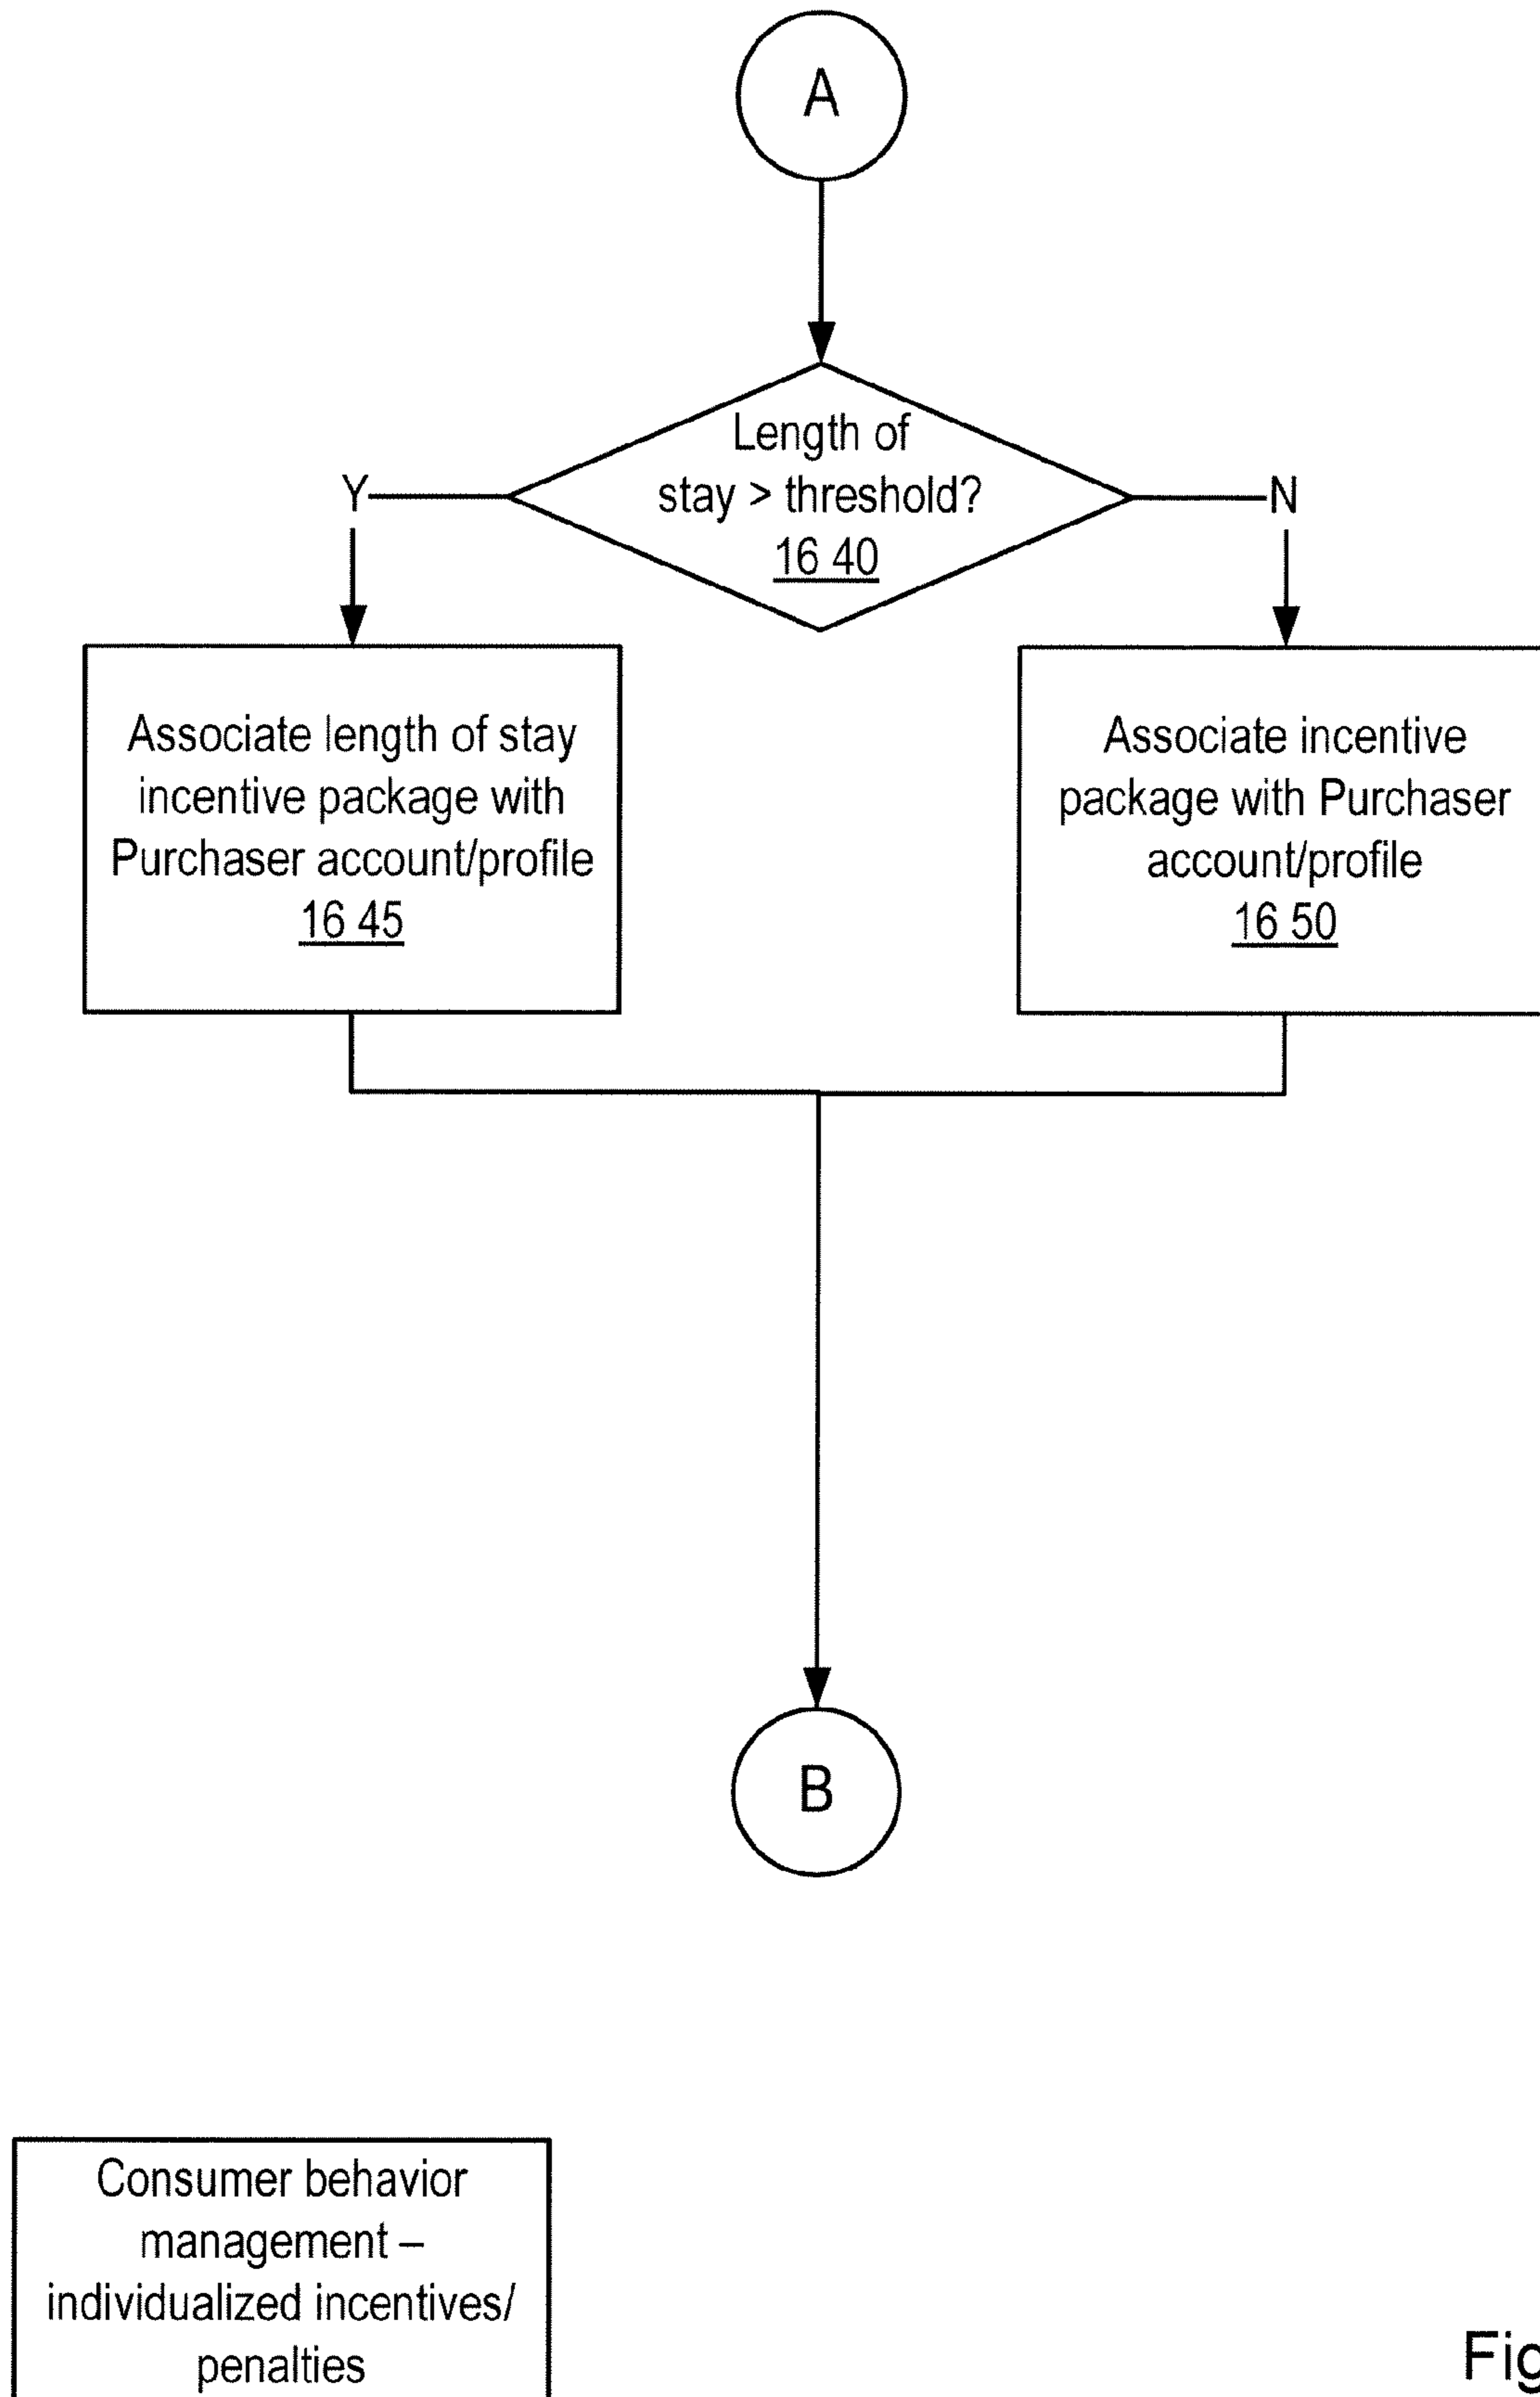 A
Length of
stay > threshold?
16 40
Y
N
Associate length of stay
incentive package with
Purchaser account/profile
16 45
Associate incentive
package with Purchaser
account/profile
16 50
B
Consumer behavior
management –
individualized incentives/
penalties
Fig